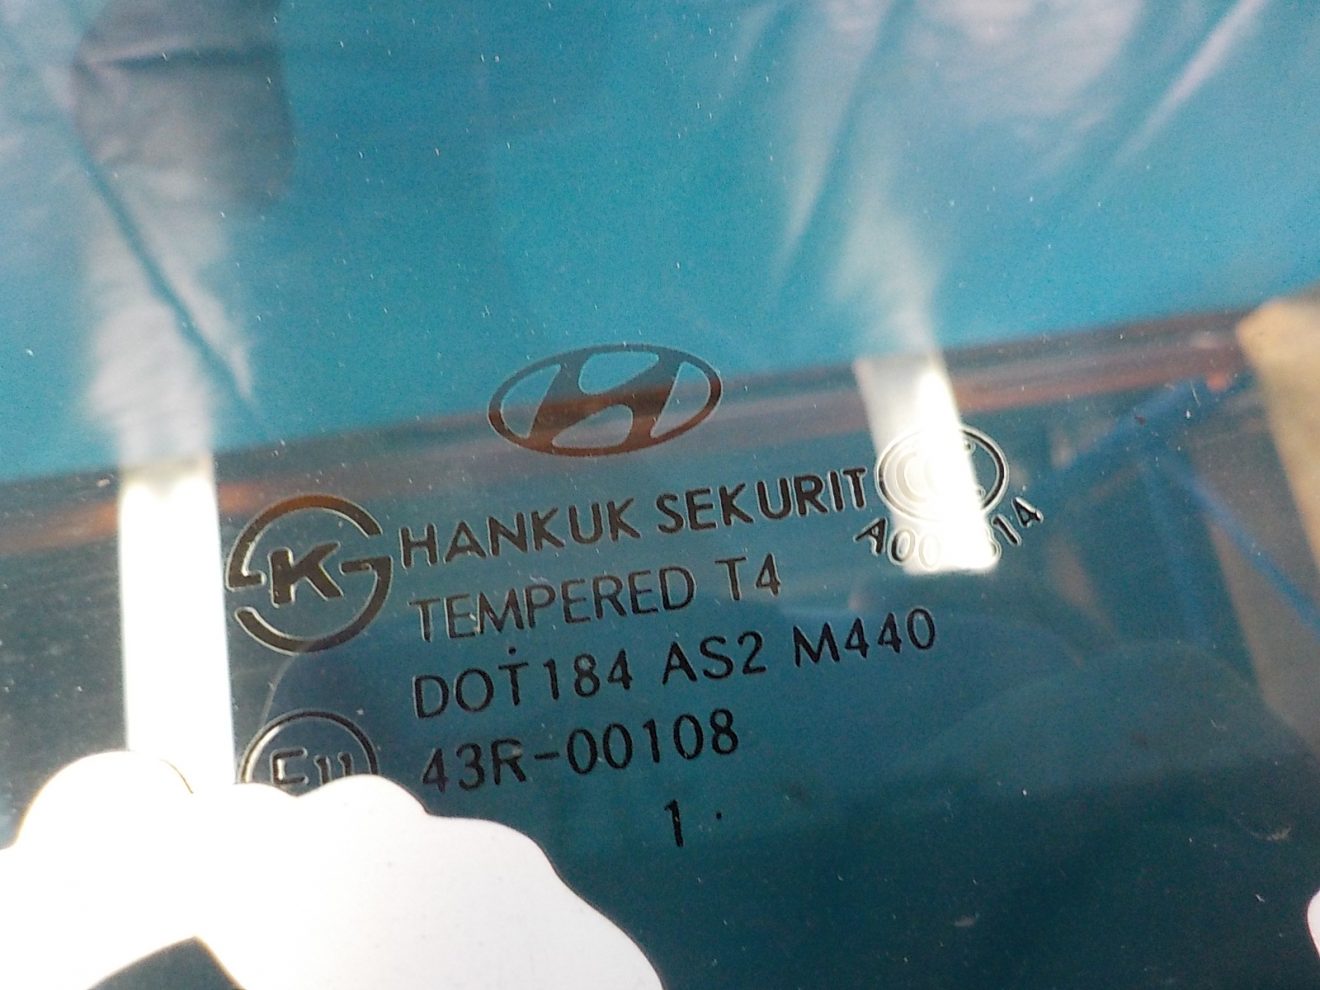 HANKUK SEKURIT
TEMPERED T4
DOT184 AS2 M440
E11 43R-00108
1
K